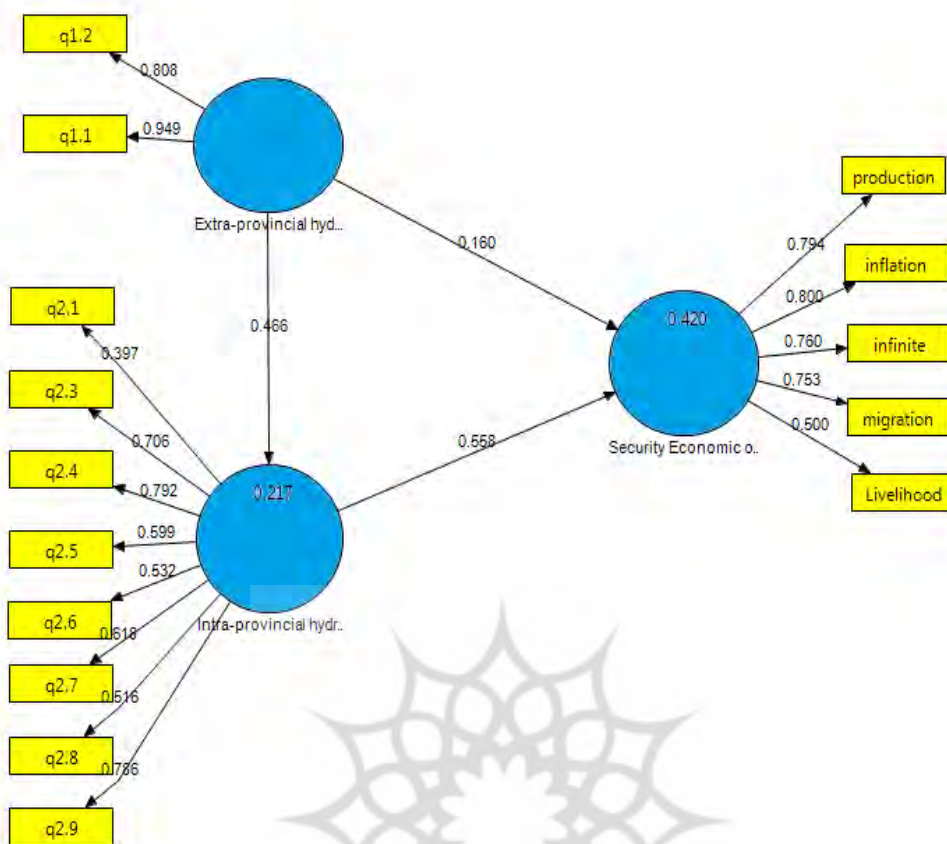 q1.2
0.808
q1.1
0.949
Extra-provincial hyd...
0.160
0.466
production
0.794
inflation
0.800
infinite
0.760
migration
0.753
Livelihood
0.500
0.420
Security Economic o..
q2,1
0.397
q2.3
0.706
q2.4
0.792
q2.5
0.599
q2,6
0.532
q2,7
0.618
q2.8
0.516
q2.9
0.786
0.217
Intra-provincial hydr..
0.558